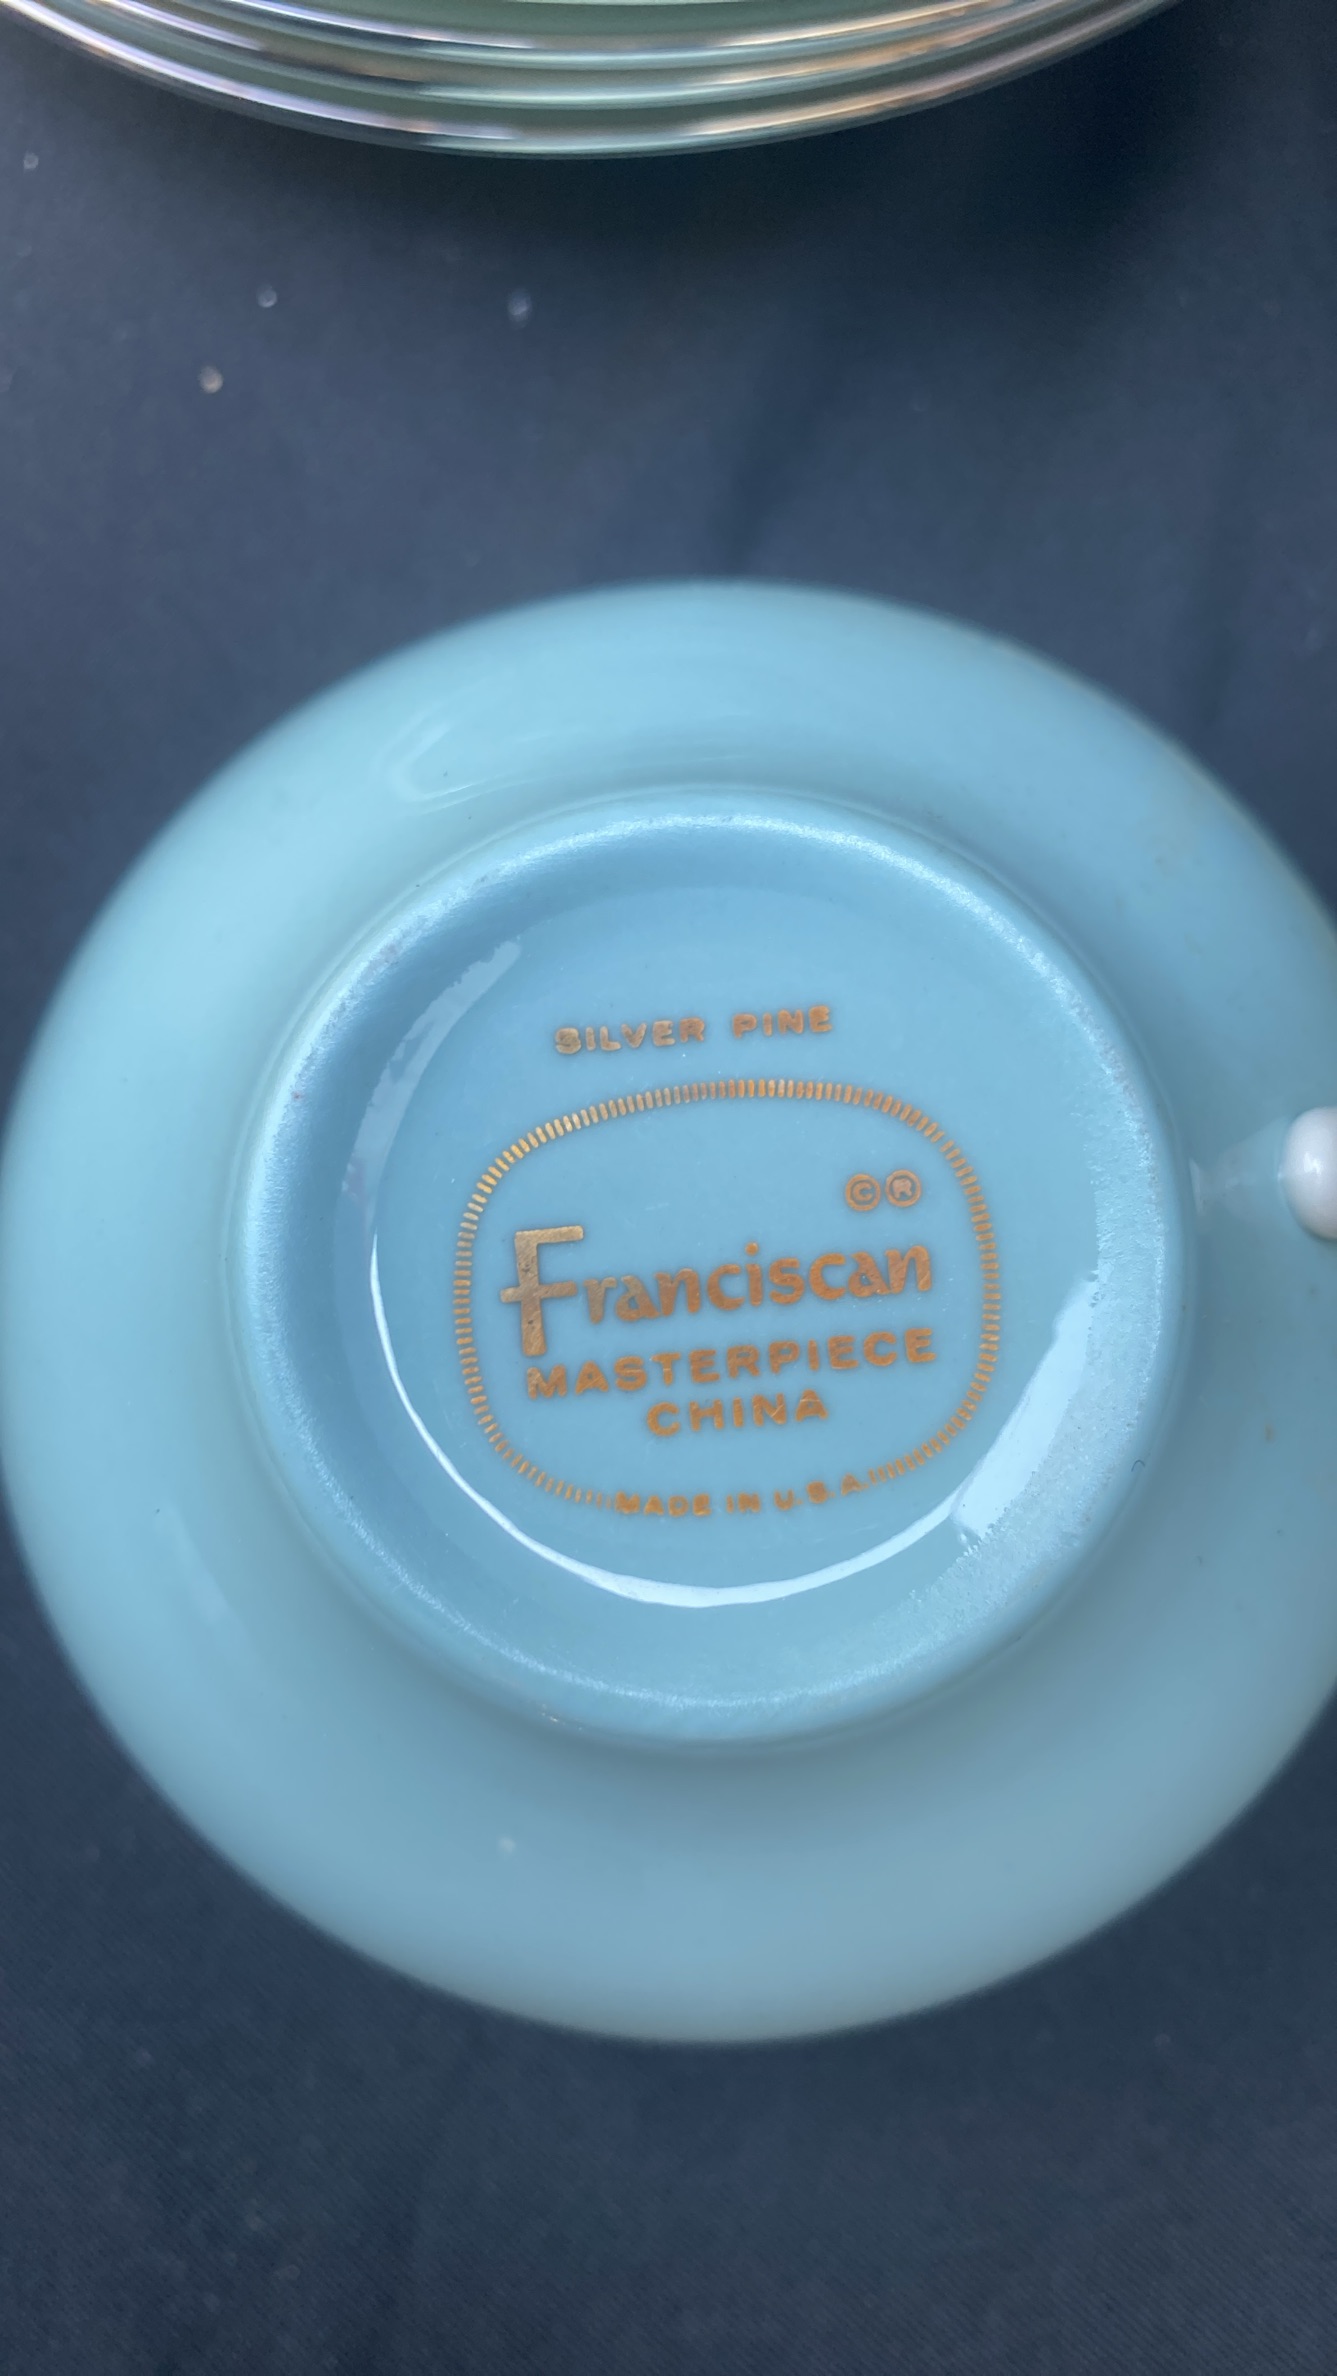 SILVER PINE
©®
Franciscan
MASTERPIECE
CHINA
MADE IN U.S.A.